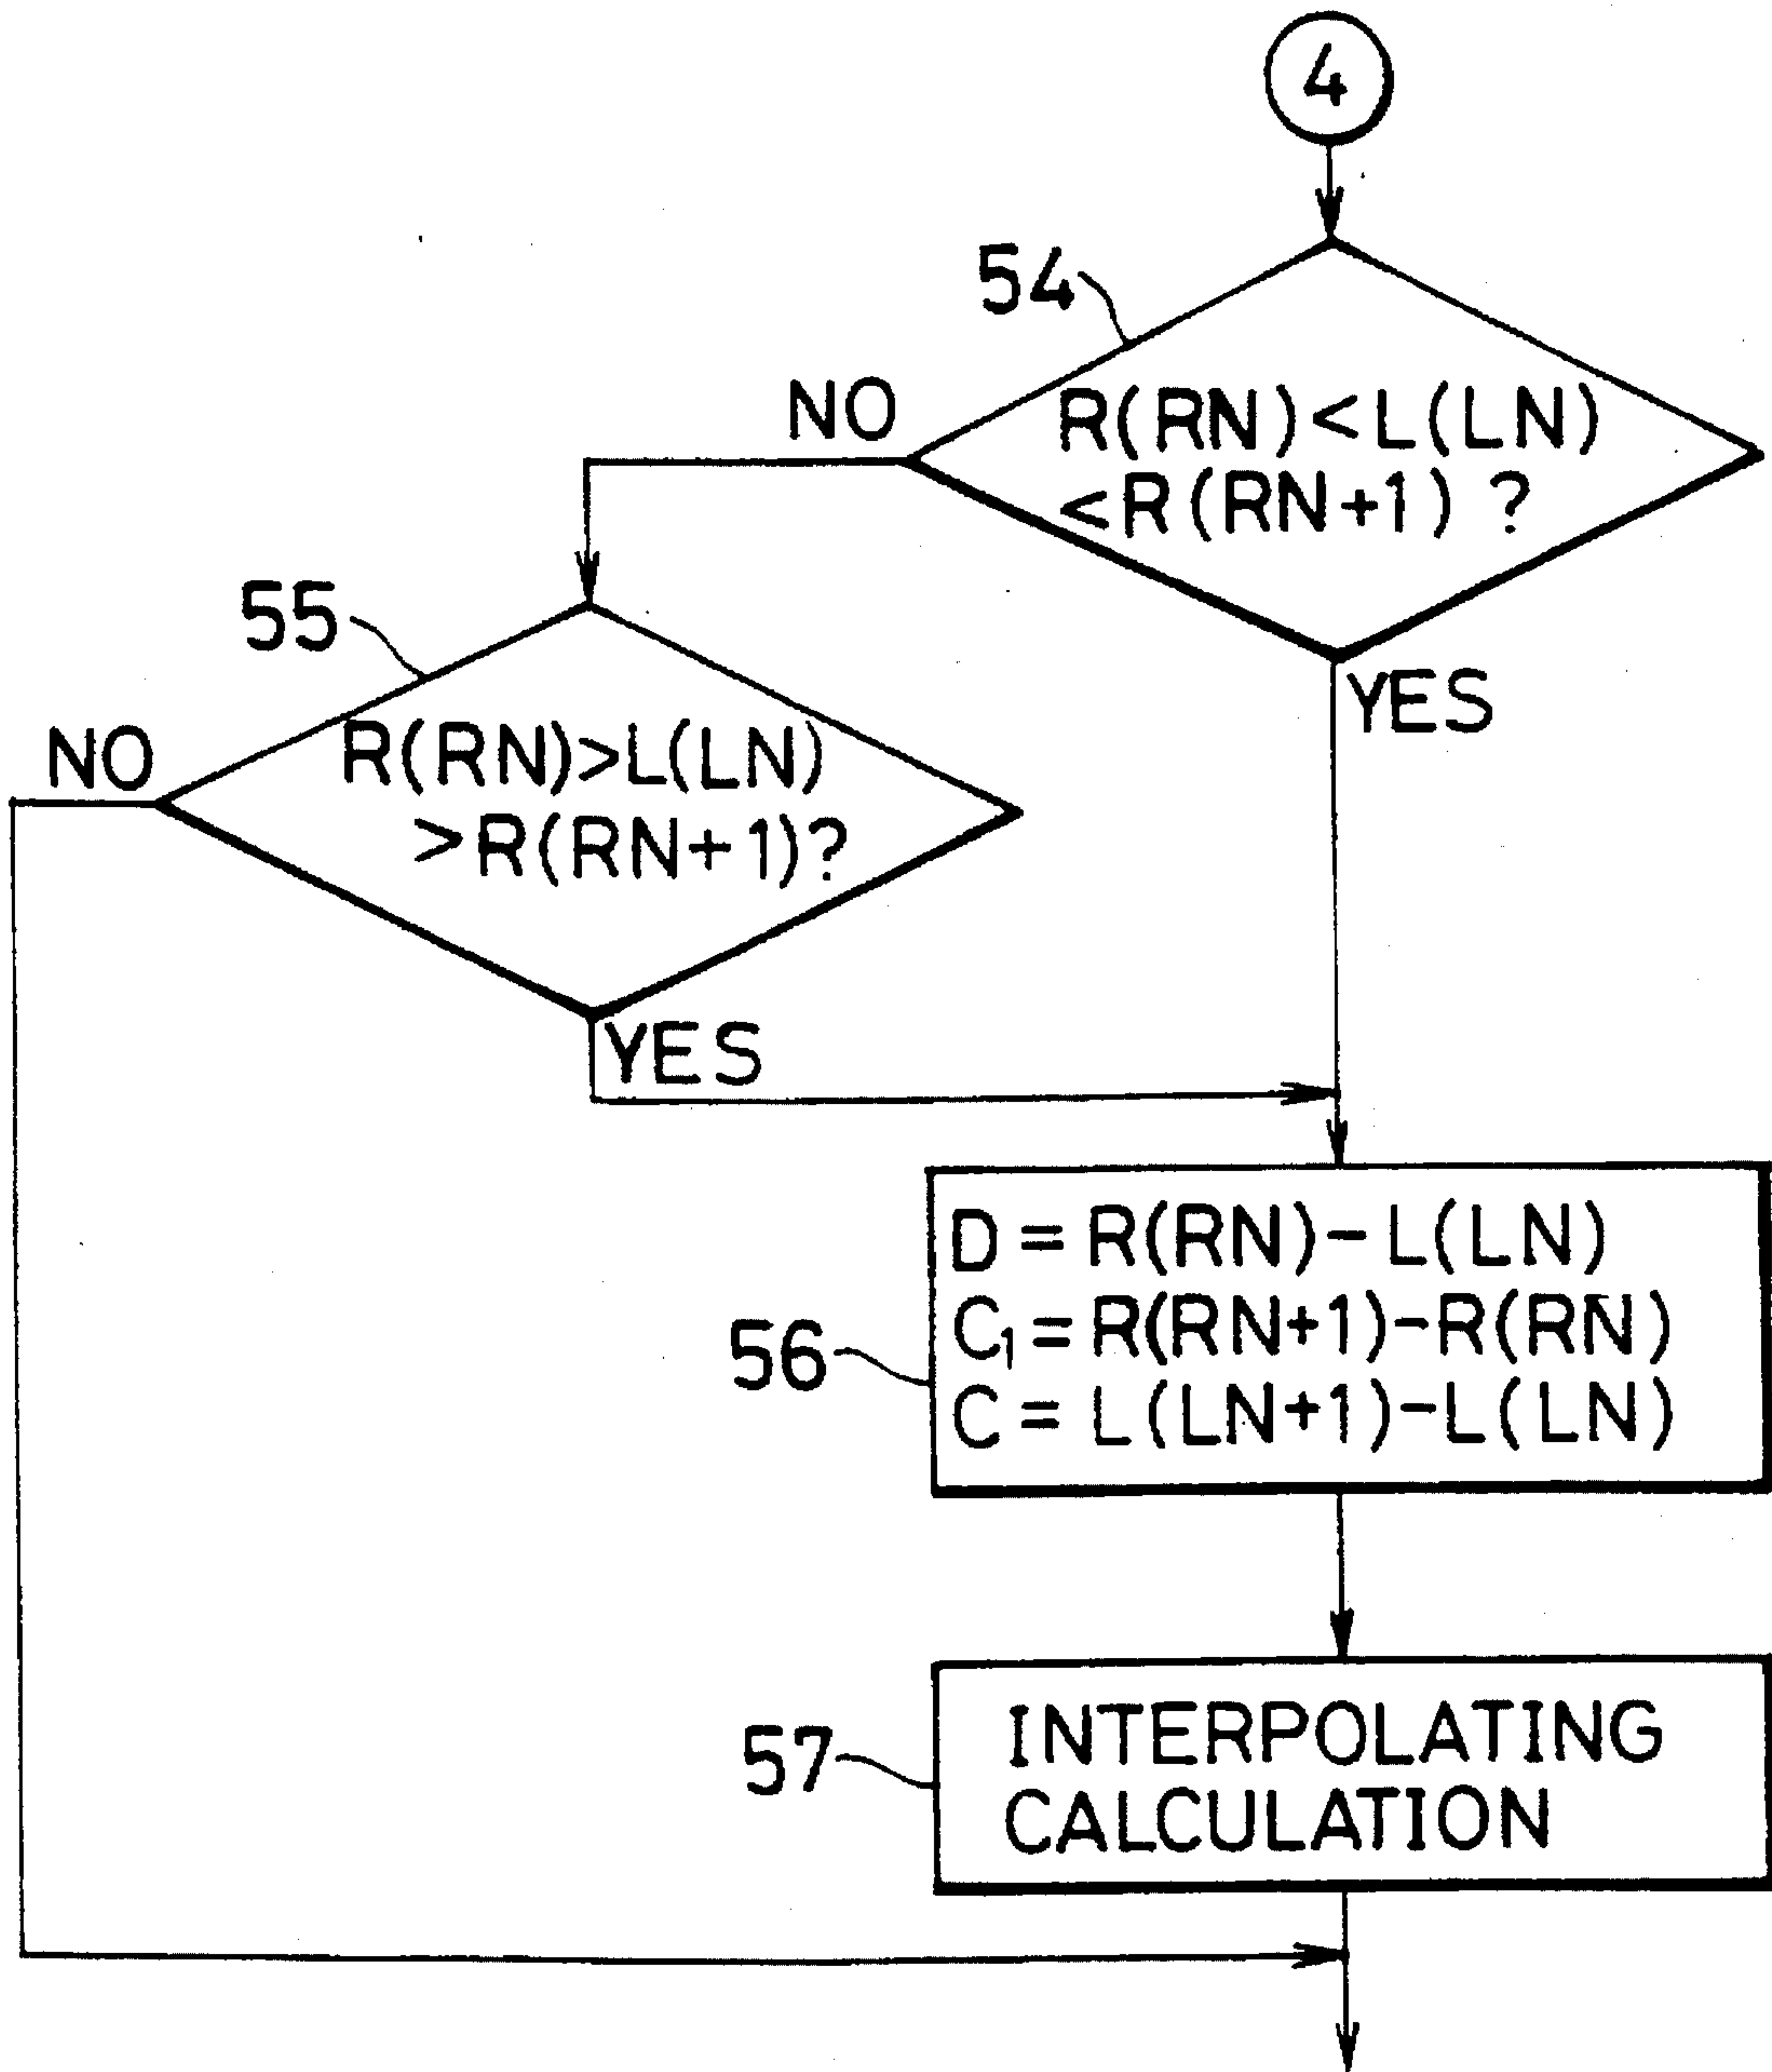 4
54
NO
R(RN)<L(LN)
<R(RN+1) ?
YES
55
NO
R(RN)>L(LN)
>R(RN+1)?
YES
56
D = R(RN)-L(LN)
C₁= R(RN+1)-R(RN)
C = L(LN+1)-L(LN)
57
INTERPOLATING
CALCULATION